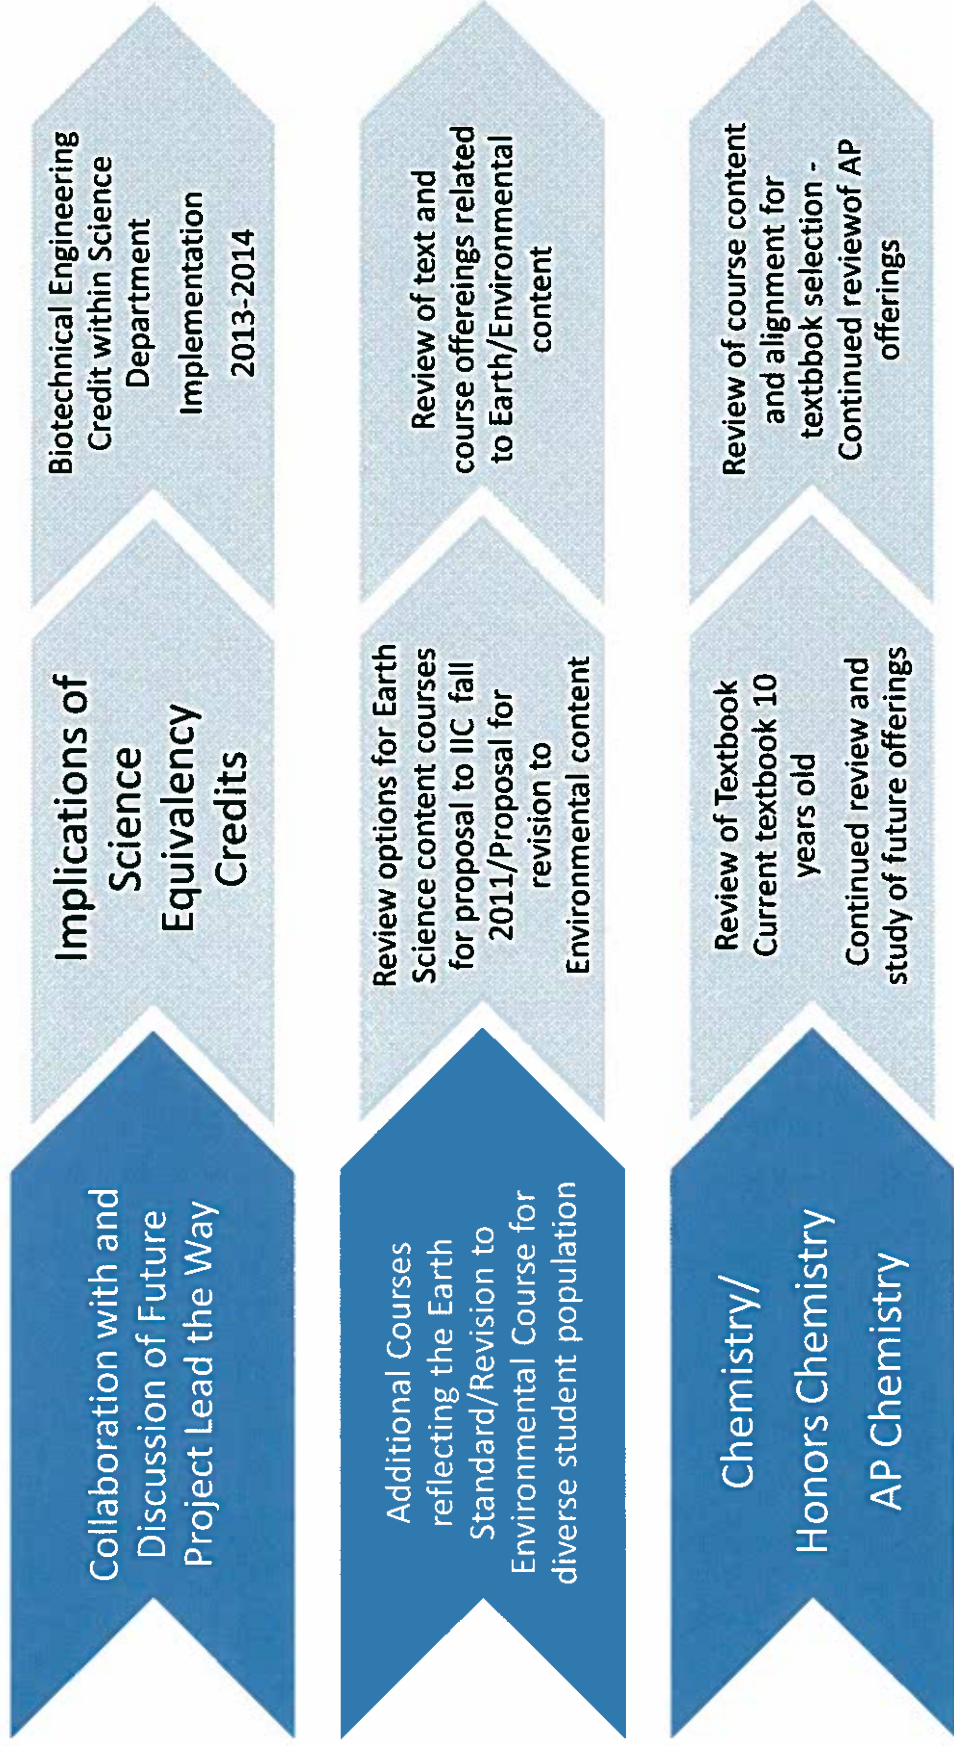 Collaboration with and
Discussion of Future
Project Lead the Way
Implications of
Science
Equivalency
Credits
Biotechnical Engineering
Credit within Science
Department
Implementation
2013-2014
Additional Courses
reflecting the Earth
Standard/Revision to
Environmental Course for
diverse student population
Review options for Earth
Science content courses
for proposal to IIC fall
2011/Proposal for
revision to
Environmental content
Review of text and
course offereings related
to Earth/Environmental
content
Chemistry/
Honors Chemistry
AP Chemistry
Review of Textbook
Current textbook 10
years old
Continued review and
study of future offerings
Review of course content
and alignment for
textbbok selection -
Continued reviewof AP
offerings